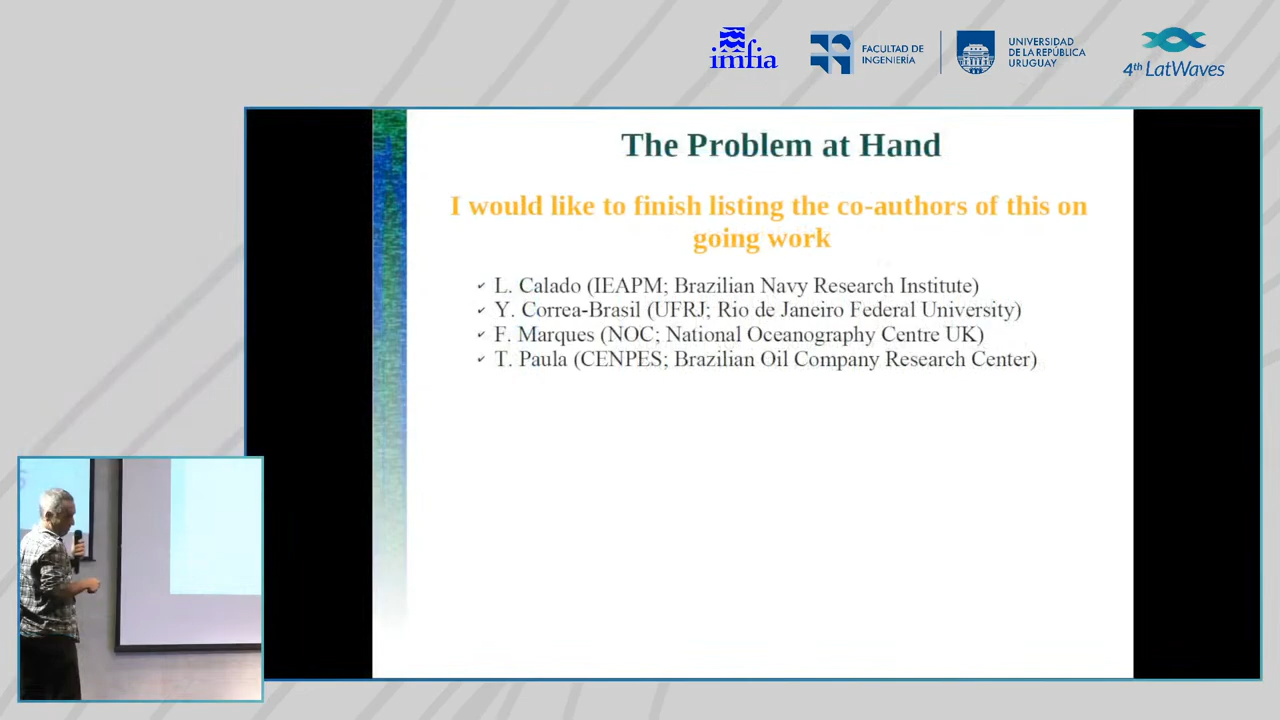 imfia
FACULTAD DE
INGENIERÍA
UNIVERSIDAD
DE LA REPÚBLICA
URUGUAY
4th LatWaves
The Problem at Hand
I would like to finish listing the co-authors of this on
going work
✓ L. Calado (IEAPM; Brazilian Navy Research Institute)
✓ Y. Correa-Brasil (UFRJ; Rio de Janeiro Federal University)
✓ F. Marques (NOC; National Oceanography Centre UK)
✓ T. Paula (CENPES; Brazilian Oil Company Research Center)